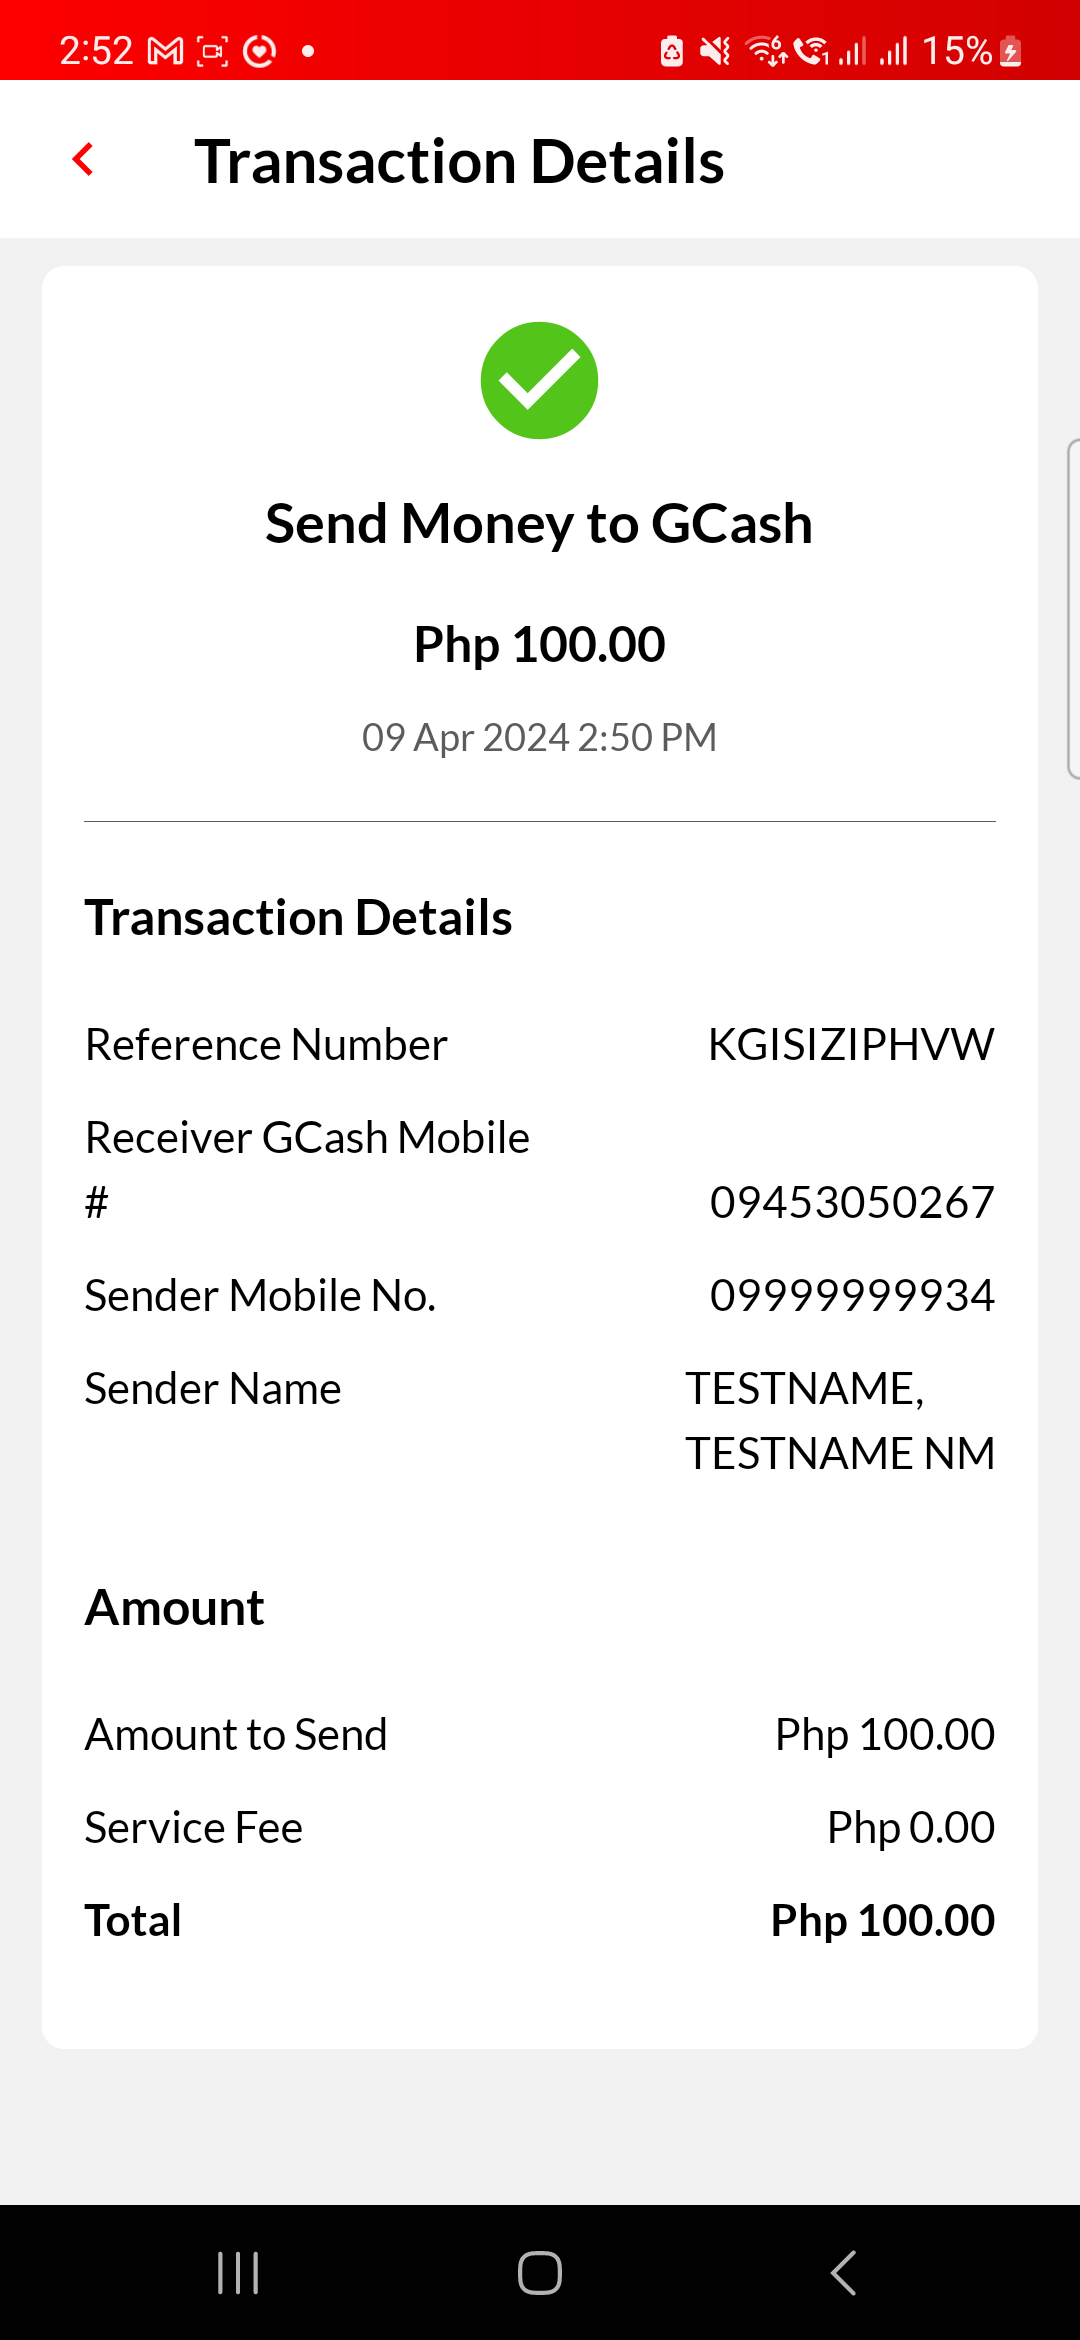 2:52 15%
Transaction Details
Send Money to GCash
Php 100.00
09 Apr 2024 2:50 PM
Transaction Details
Reference Number KGISIZIPHVW
Receiver GCash Mobile
# 09453050267
Sender Mobile No. 09999999934
Sender Name TESTNAME,
TESTNAME NM
Amount
Amount to Send Php 100.00
Service Fee Php 0.00
Total Php 100.00